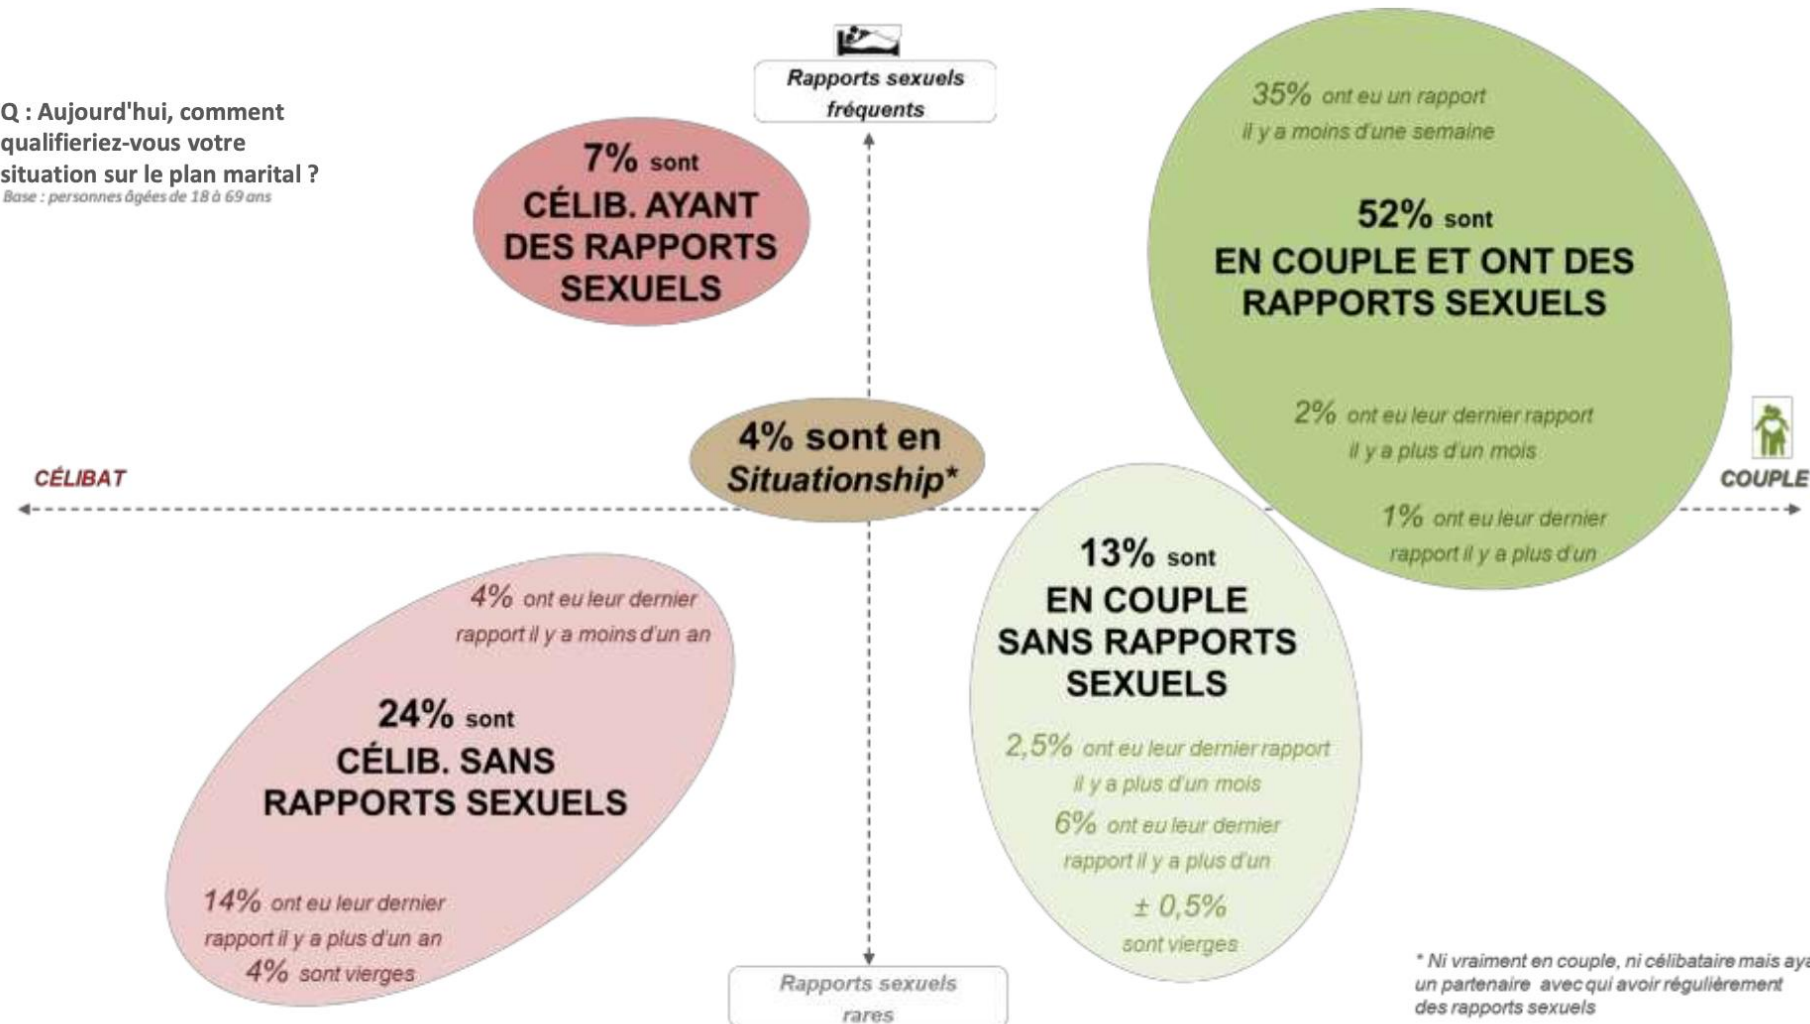 Q : Aujourd'hui, comment
qualifieriez-vous votre
situation sur le plan marital ?
Base : personnes âgées de 18 à 69 ans
Rapports sexuels
fréquents
7% sont
CÉLIB. AYANT
DES RAPPORTS
SEXUELS
35% ont eu un rapport
il y a moins d'une semaine
52% sont
EN COUPLE ET ONT DES
RAPPORTS SEXUELS
2% ont eu leur dernier rapport
il y a plus d'un mois
1% ont eu leur dernier
rapport il y a plus d'un
4% sont en
Situationship*
CÉLIBAT
COUPLE
4% ont eu leur dernier
rapport il y a moins d'un an
24% sont
CÉLIB. SANS
RAPPORTS SEXUELS
14% ont eu leur dernier
rapport il y a plus d'un an
4% sont vierges
13% sont
EN COUPLE
SANS RAPPORTS
SEXUELS
2,5% ont eu leur dernier rapport
il y a plus d'un mois
6% ont eu leur dernier
rapport il y a plus d'un
± 0,5%
sont vierges
Rapports sexuels
rares
* Ni vraiment en couple, ni célibataire mais aya
un partenaire avec qui avoir régulièrement
des rapports sexuels